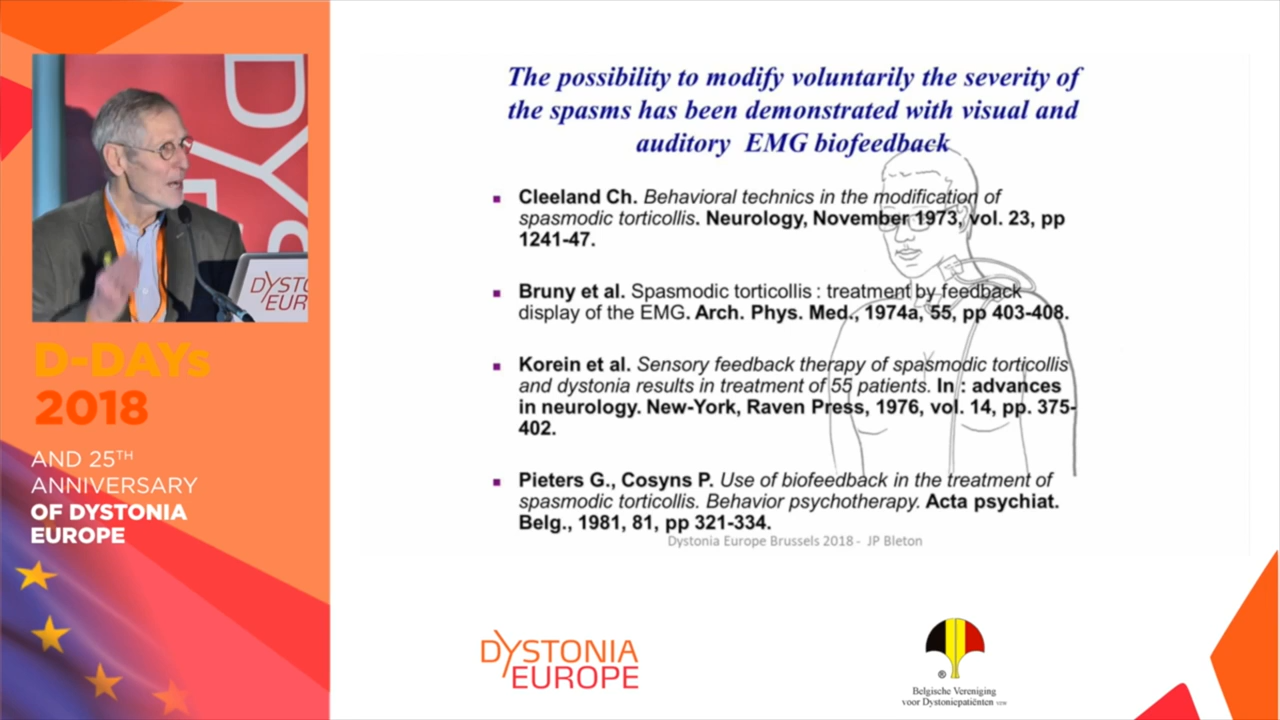 The possibility to modify voluntarily the severity of
the spasms has been demonstrated with visual and
auditory EMG biofeedback
Cleeland Ch. Behavioral technics in the modification of
spasmodic torticollis. Neurology, November 1973, vol. 23, pp
1241-47.
Bruny et al. Spasmodic torticollis : treatment by feedback
display of the EMG. Arch. Phys. Med., 1974a, 55, pp 403-408.
Korein et al. Sensory feedback therapy of spasmodic torticollis
and dystonia results in treatment of 55 patients. In : advances
in neurology. New-York, Raven Press, 1976, vol. 14, pp. 375-
402.
Pieters G., Cosyns P. Use of biofeedback in the treatment of
spasmodic torticollis. Behavior psychotherapy. Acta psychiat.
Belg., 1981, 81, pp 321-334.
Dystonia Europe Brussels 2018 - JP Bleton
DYSTO
EUR
D-DAYs
2018
AND 25TH
ANNIVERSARY
OF DYSTONIA
EUROPE
DYSTONIA
EUROPE
®
Belgische Vereniging
voor Dystoniepatiënten vzw